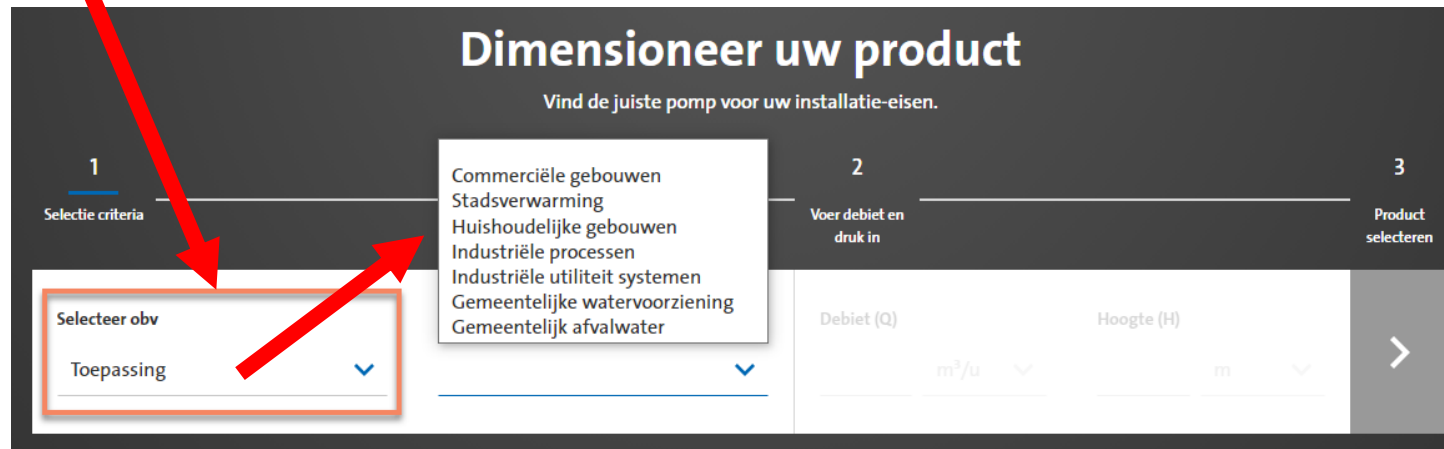 Dimensioneer uw product
Vind de juiste pomp voor uw installatie-eisen.
1
Selectie criteria
2
Voer debiet en
druk in
3
Product
selecteren
Commerciële gebouwen
Stadsverwarming
Huishoudelijke gebouwen
Industriële processen
Industriële utiliteit systemen
Gemeentelijke watervoorziening
Gemeentelijk afvalwater
Selecteer obv
Toepassing
Debiet (Q)
m³/u
Hoogte (H)
m